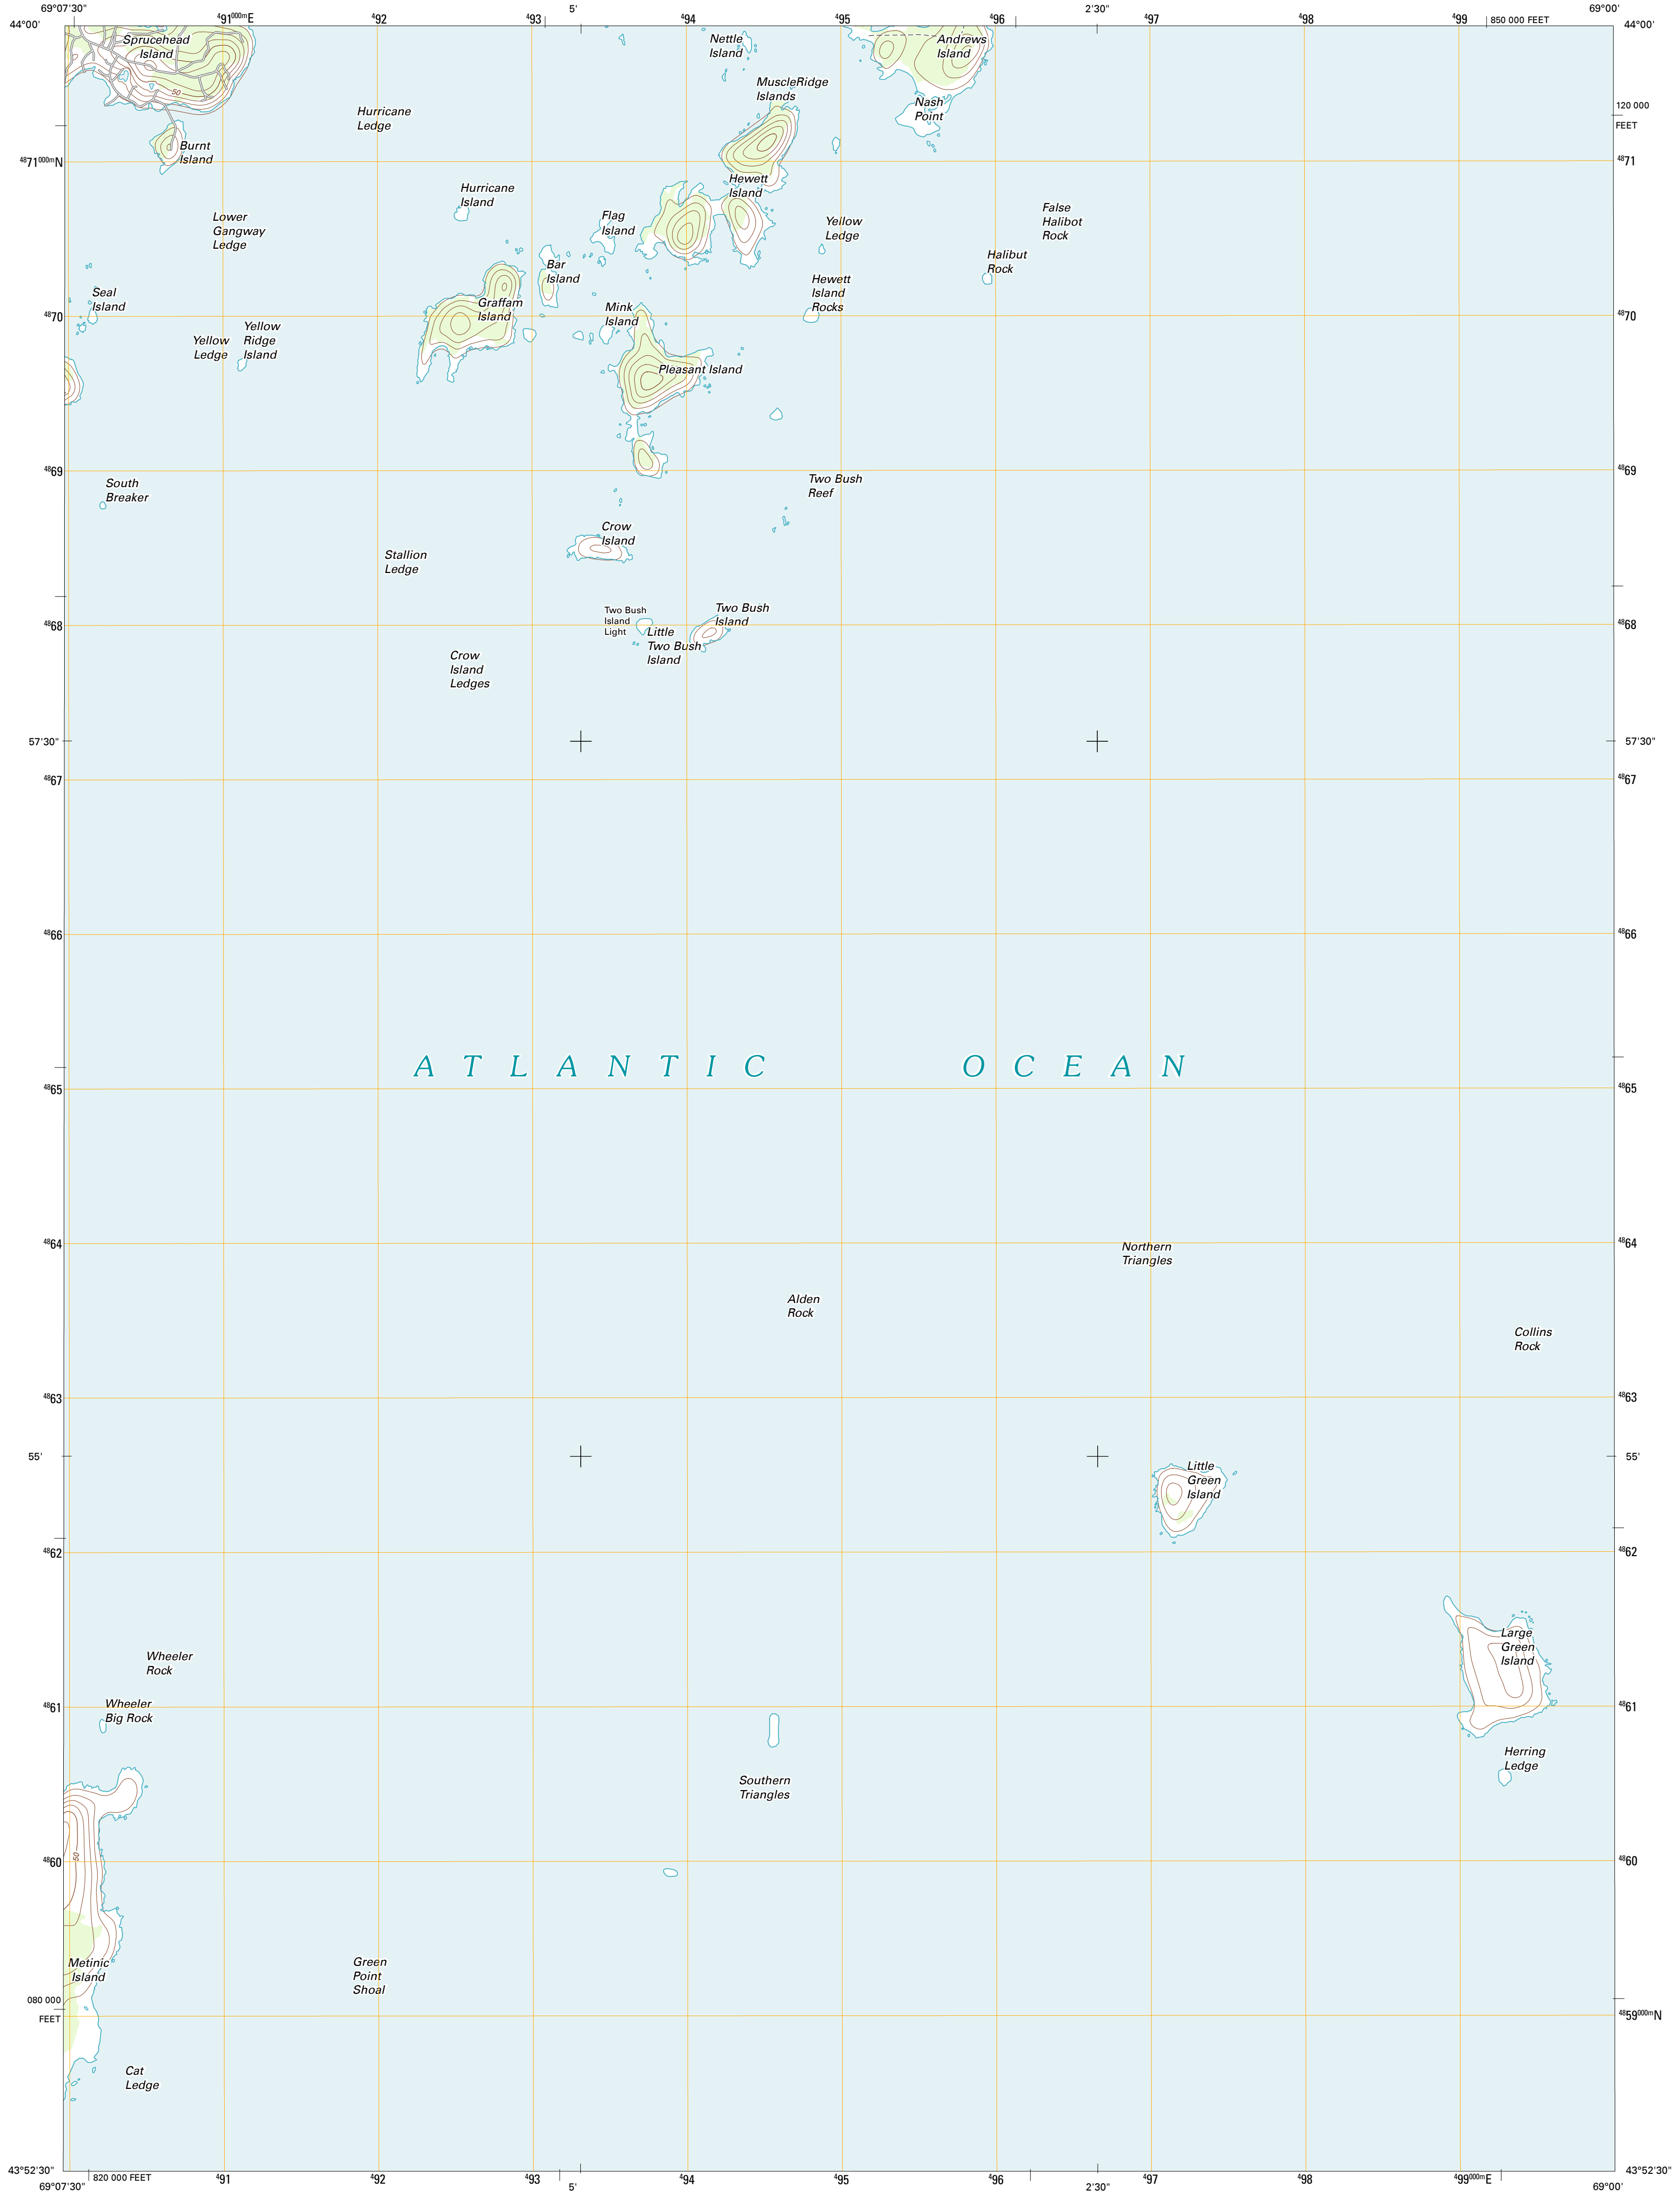 69°07'30"
⁴91⁰⁰⁰ᵐE
⁴92
⁴93
5'
⁴94
⁴95
⁴96
2'30"
⁴97
⁴98
⁴99
850 000 FEET
69°00'
44°00'
44°00'
Sprucehead
Island
Nettle
Island
Andrews
Island
50
MuscleRidge
Islands
Nash
Point
120 000
FEET
Hurricane
Ledge
Burnt
Island
⁴⁸71⁰⁰⁰ᵐN
⁴⁸71
Hewett
Island
Hurricane
Island
Lower
Gangway
Ledge
Flag
Island
Yellow
Ledge
False
Halibot
Rock
Halibut
Rock
Bar
Island
Hewett
Island
Rocks
Seal
Island
Graffam
Island
Mink
Island
⁴⁸70
⁴⁸70
Yellow
Ledge
Yellow
Ridge
Island
Pleasant Island
⁴⁸69
⁴⁸69
South
Breaker
Two Bush
Reef
Crow
Island
Stallion
Ledge
Two Bush
Island
Light
Two Bush
Island
⁴⁸68
⁴⁸68
Little
Two Bush
Island
Crow
Island
Ledges
57'30"
57'30"
⁴⁸67
⁴⁸67
⁴⁸66
⁴⁸66
ATLANTIC OCEAN
⁴⁸65
⁴⁸65
⁴⁸64
⁴⁸64
Northern
Triangles
Alden
Rock
Collins
Rock
⁴⁸63
⁴⁸63
55'
55'
Little
Green
Island
⁴⁸62
⁴⁸62
Large
Green
Island
Wheeler
Rock
Wheeler
Big Rock
⁴⁸61
⁴⁸61
Herring
Ledge
Southern
Triangles
50
⁴⁸60
⁴⁸60
Metinic
Island
Green
Point
Shoal
080 000
FEET
⁴⁸59⁰⁰⁰ᵐN
Cat
Ledge
43°52'30"
43°52'30"
820 000 FEET
⁴91
⁴92
⁴93
⁴94
⁴95
⁴96
⁴97
⁴98
⁴99⁰⁰⁰ᵐE
69°07'30"
5'
2'30"
69°00'